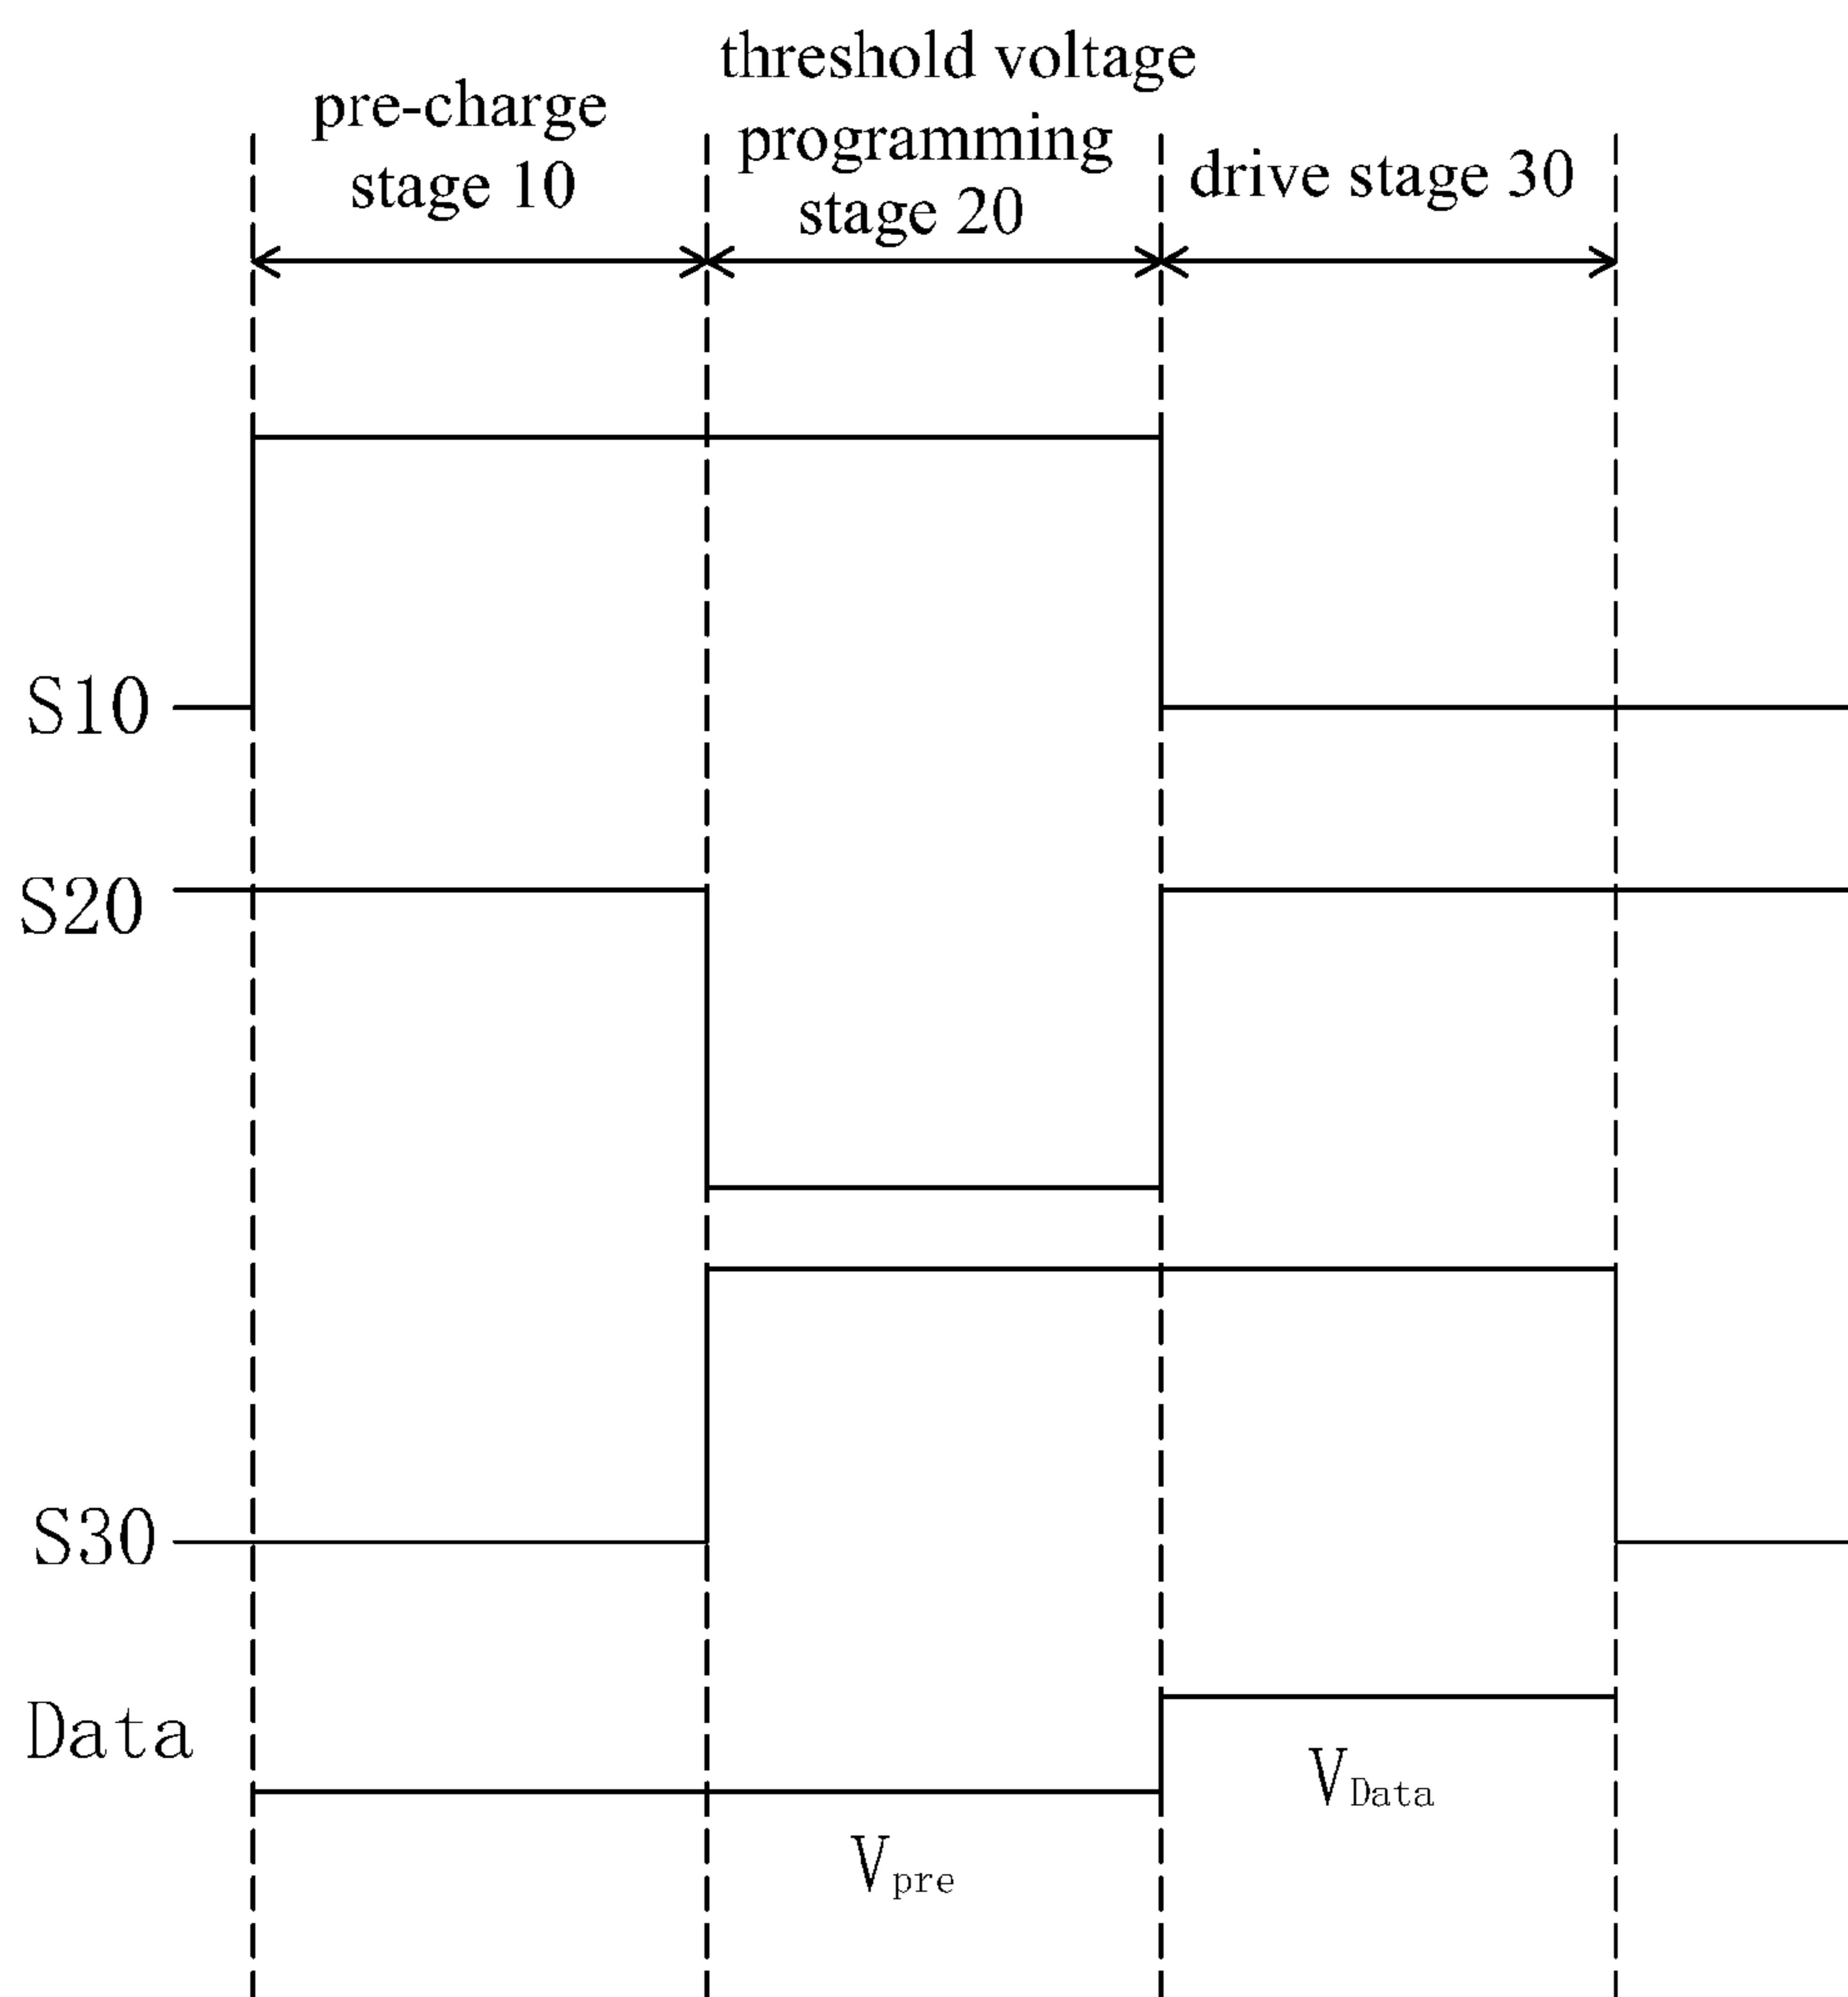 pre-charge
stage 10
threshold voltage
programming
stage 20
drive stage 30
S10
S20
S30
Data
VData
Vpre